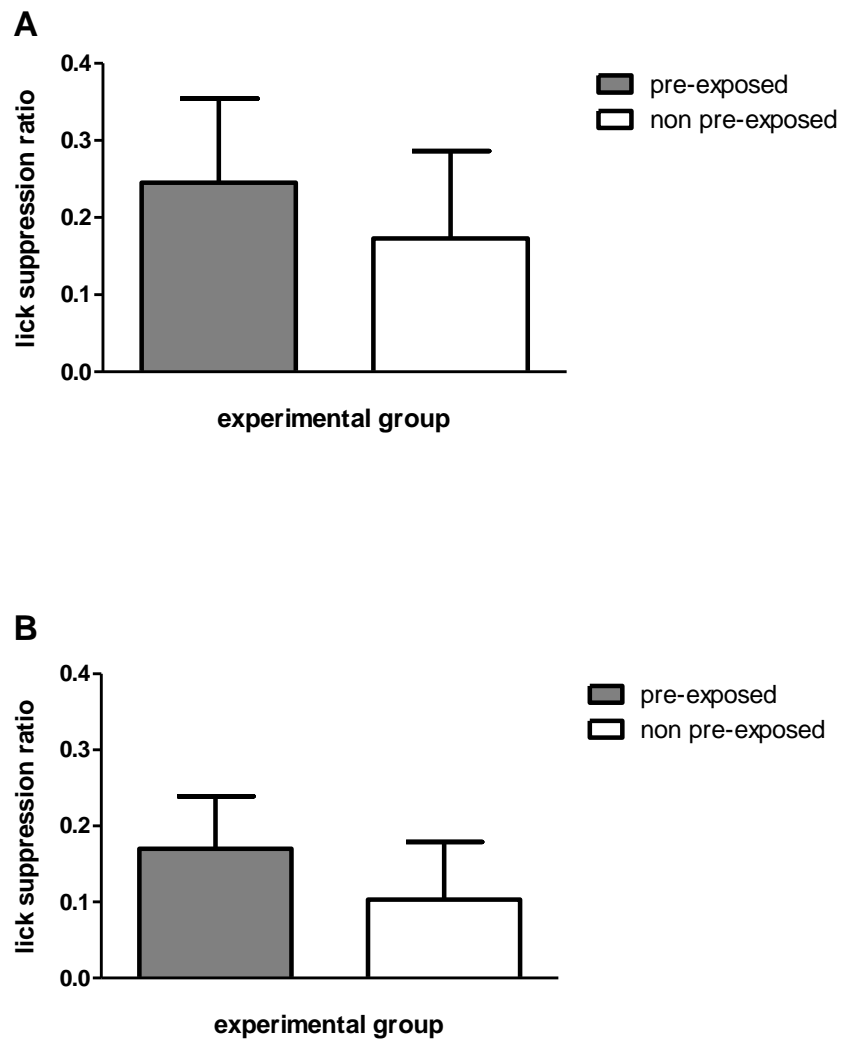 A
0.4
0.3
0.2
0.1
0.0
lick suppression ratio
experimental group
pre-exposed
non pre-exposed
B
0.4
0.3
0.2
0.1
0.0
lick suppression ratio
experimental group
pre-exposed
non pre-exposed